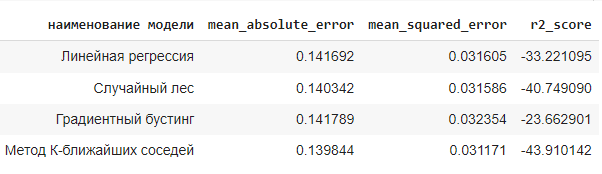 наименование модели mean_absolute_error mean_squared_error r2_score
Линейная регрессия 0.141692 0.031605 -33.221095
Случайный лес 0.140342 0.031586 -40.749090
Градиентный бустинг 0.141789 0.032354 -23.662901
Метод К-ближайших соседей 0.139844 0.031171 -43.910142